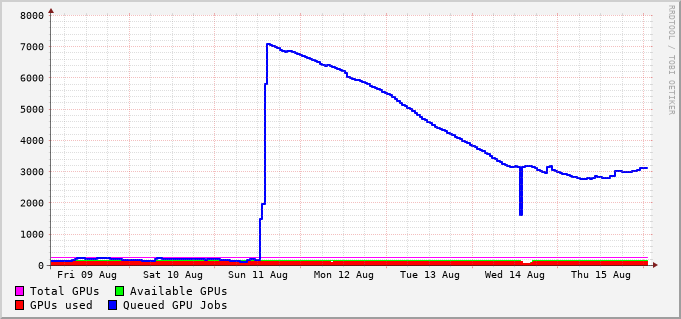 8000
7000
6000
5000
4000
3000
2000
1000
0
Fri 09 Aug Sat 10 Aug Sun 11 Aug Mon 12 Aug Tue 13 Aug Wed 14 Aug Thu 15 Aug
Total GPUs Available GPUs
GPUs used Queued GPU Jobs
RRDTOOL / TOBI OETIKER